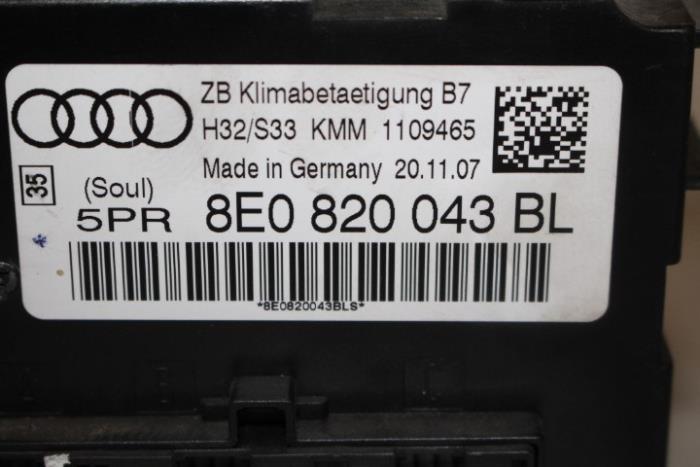 ZB Klimabetaetigung B7
H32/S33 KMM 1109465
Made in Germany 20.11.07
35
(Soul)
5PR 8E0 820 043 BL
*8E0820043BLS*